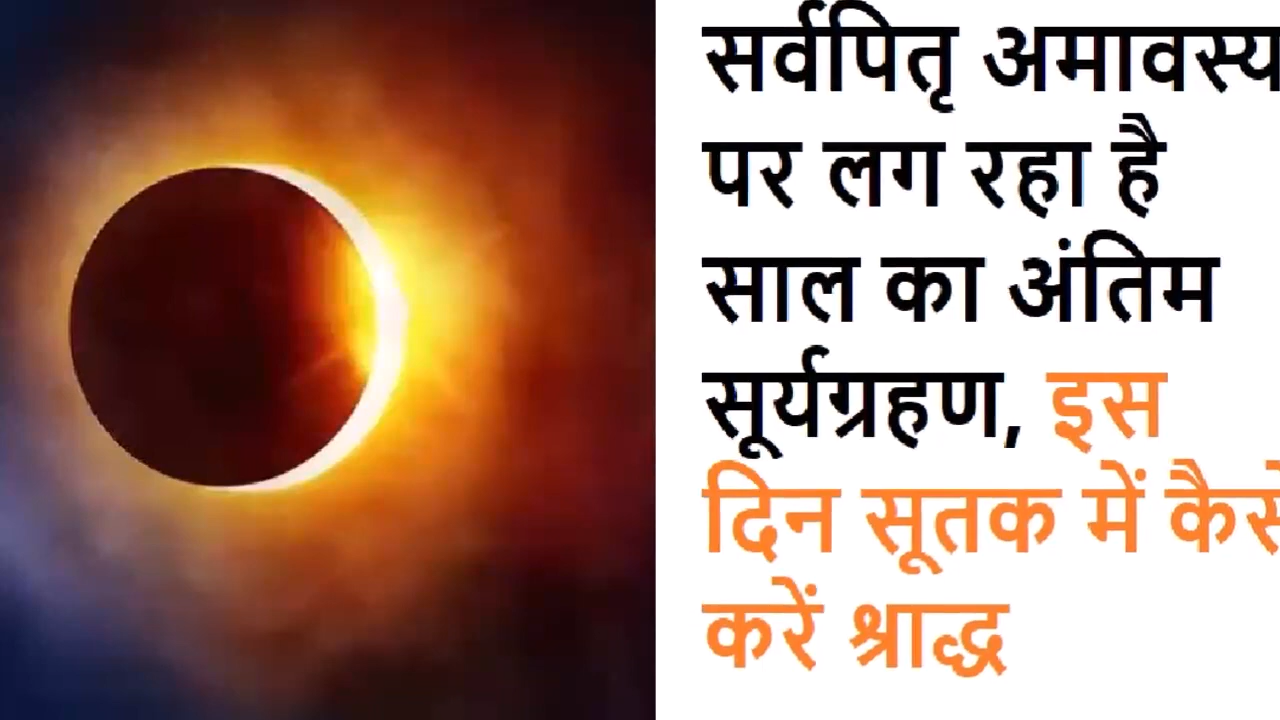 सर्वपितृ अमावस्य
पर लग रहा है
साल का अंतिम
सूर्यग्रहण, इस
दिन सूतक में कैसे
करें श्राद्ध